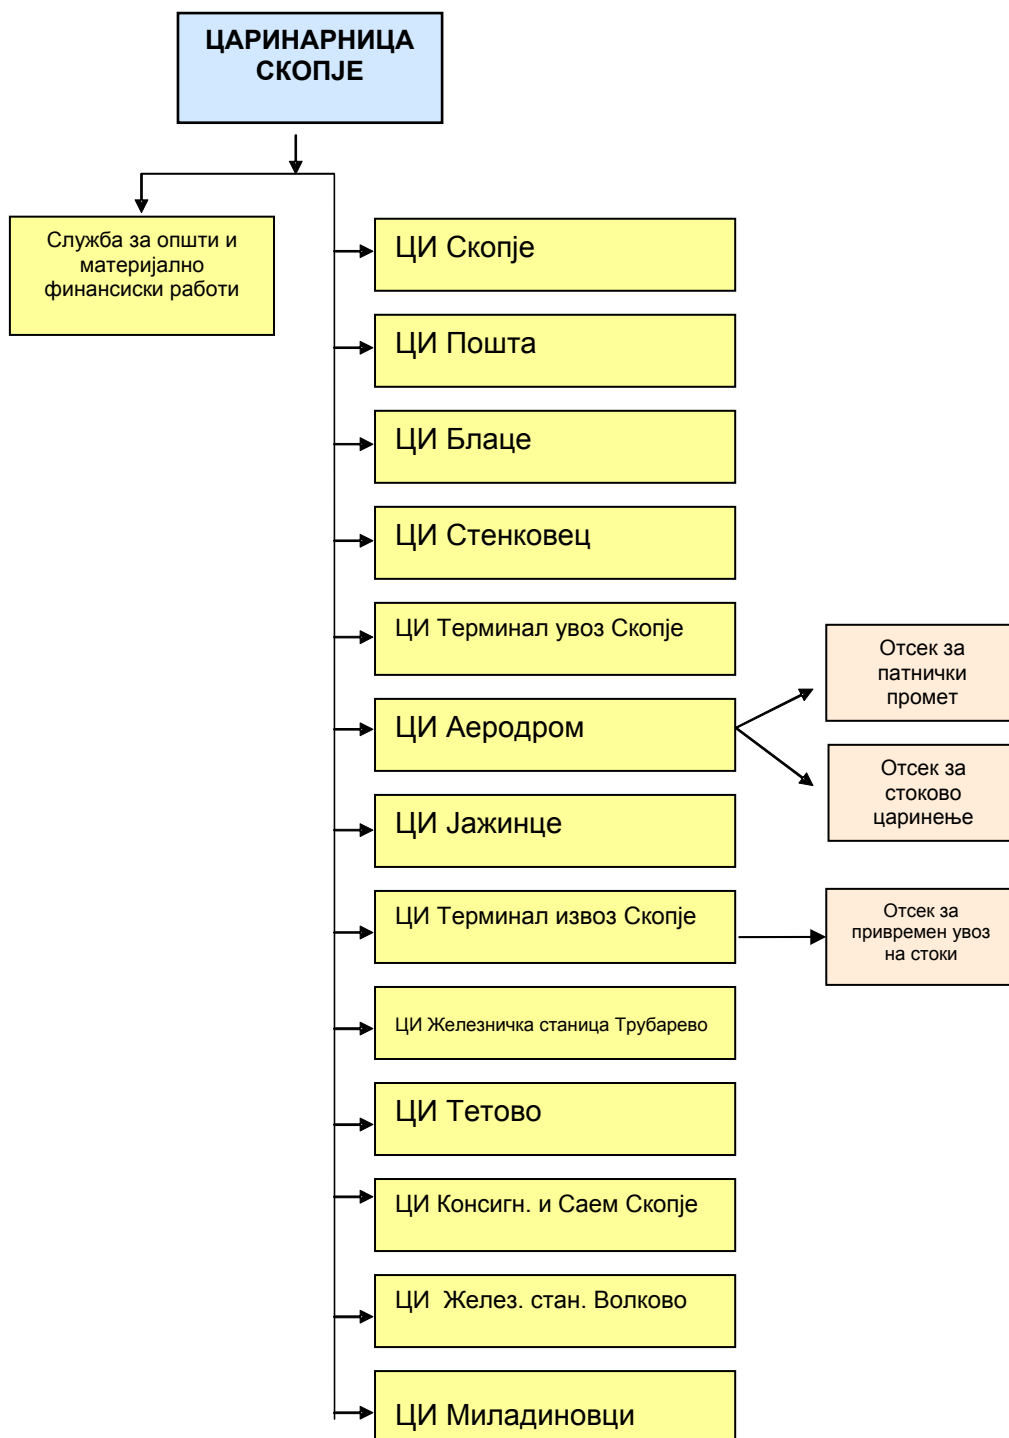 ЦАРИНАРНИЦА
СКОПЈЕ
Служба за општи и
материјално
финансиски работи
ЦИ Скопје
ЦИ Пошта
ЦИ Блаце
ЦИ Стенковец
ЦИ Терминал увоз Скопје
Отсек за
патнички
промет
ЦИ Аеродром
Отсек за
стоково
царинење
ЦИ Јажинце
ЦИ Терминал извоз Скопје
Отсек за
привремен увоз
на стоки
ЦИ Железничка станица Трубарево
ЦИ Тетово
ЦИ Консигн. и Саем Скопје
ЦИ Желез. стан. Волково
ЦИ Миладиновци